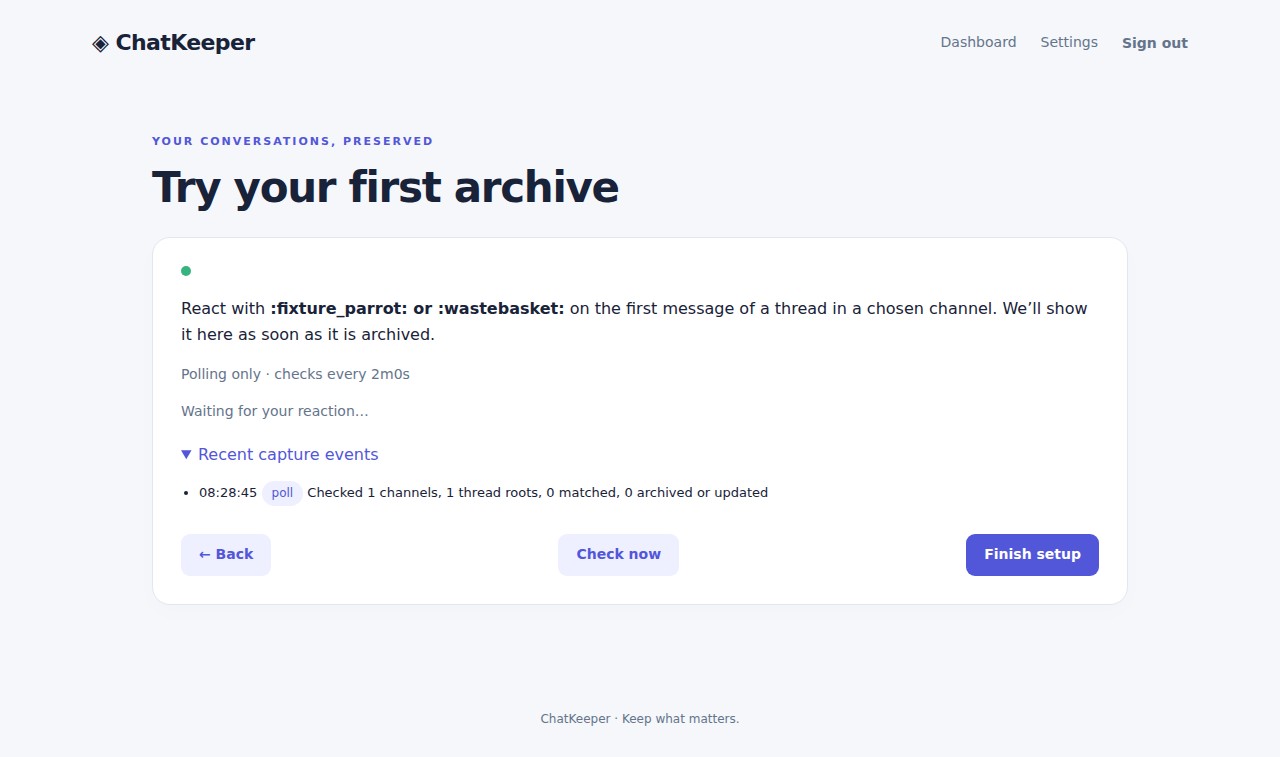 ◈ ChatKeeper
Dashboard Settings Sign out
YOUR CONVERSATIONS, PRESERVED
Try your first archive
React with :fixture_parrot: or :wastebasket: on the first message of a thread in a chosen channel. We’ll show
it here as soon as it is archived.
Polling only · checks every 2m0s
Waiting for your reaction…
▼ Recent capture events
• 08:28:45 poll Checked 1 channels, 1 thread roots, 0 matched, 0 archived or updated
← Back Check now Finish setup
ChatKeeper · Keep what matters.